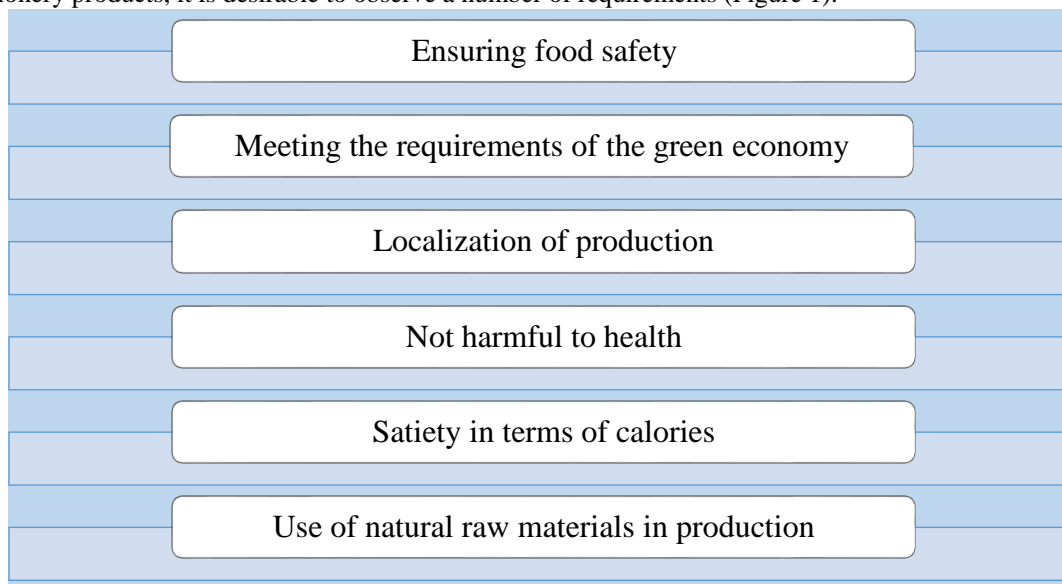 products, it is desirable to observe a number of requirements (Figure 1).
Ensuring food safety
Meeting the requirements of the green economy
Localization of production
Not harmful to health
Satiety in terms of calories
Use of natural raw materials in production